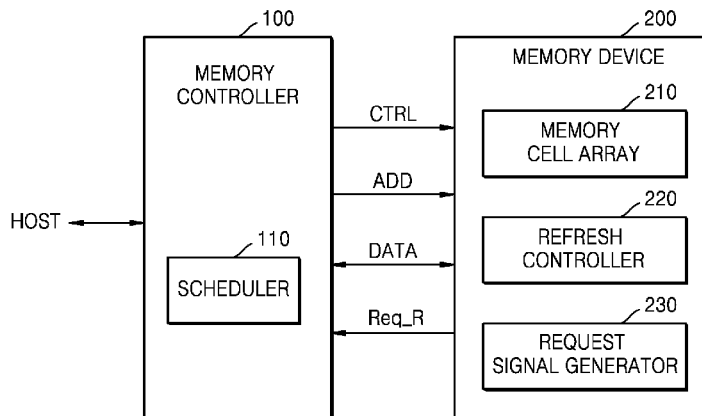 100
200
MEMORY
CONTROLLER
MEMORY DEVICE
210
CTRL
MEMORY
CELL ARRAY
ADD
220
HOST
110
REFRESH
CONTROLLER
DATA
SCHEDULER
230
Req_R
REQUEST
SIGNAL GENERATOR